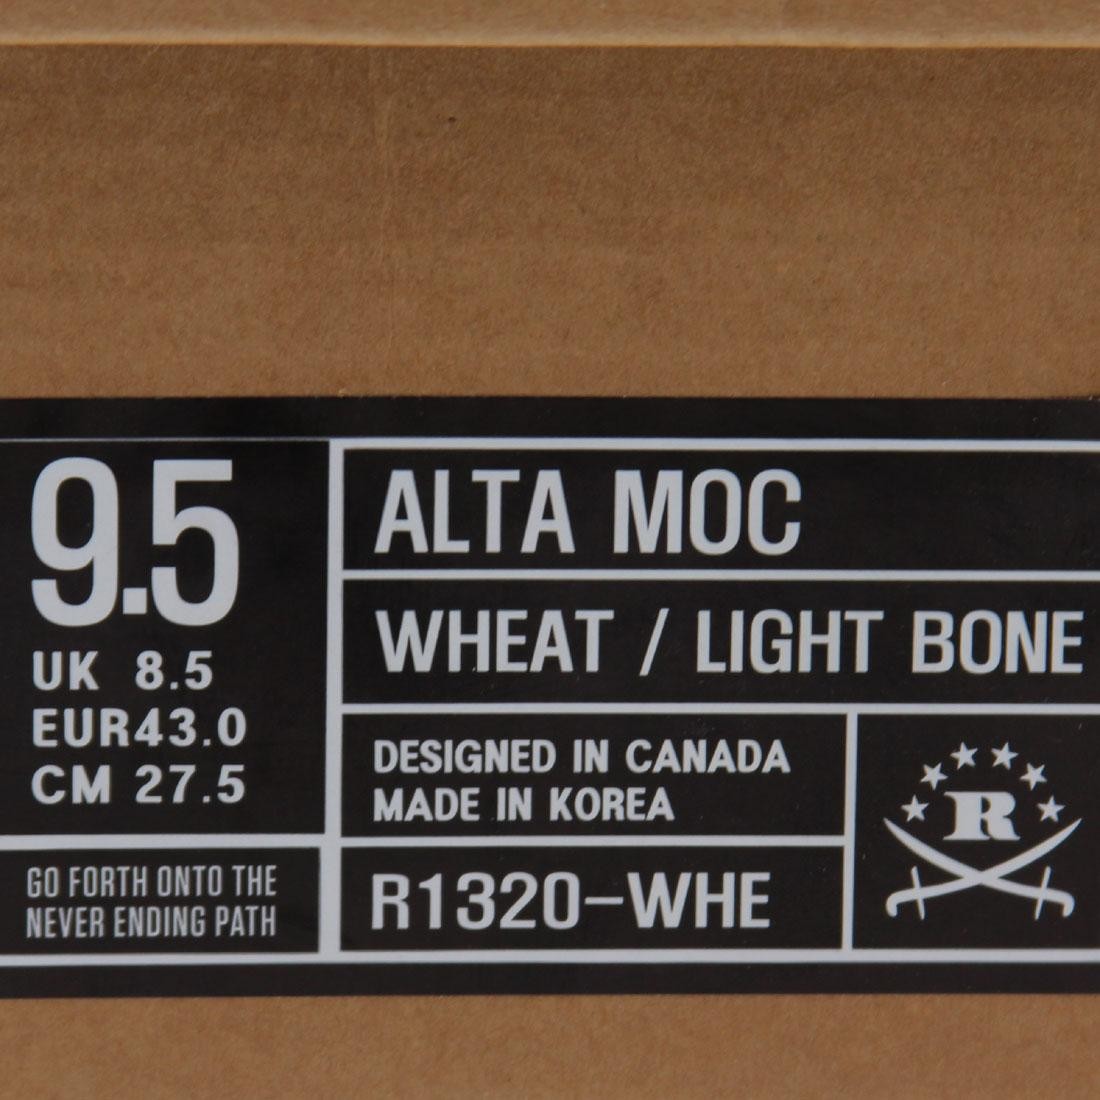 9.5
UK 8.5
EUR43.0
CM 27.5
GO FORTH ONTO THE
NEVER ENDING PATH
ALTA MOC
WHEAT / LIGHT BONE
DESIGNED IN CANADA
MADE IN KOREA
R1320-WHE
R